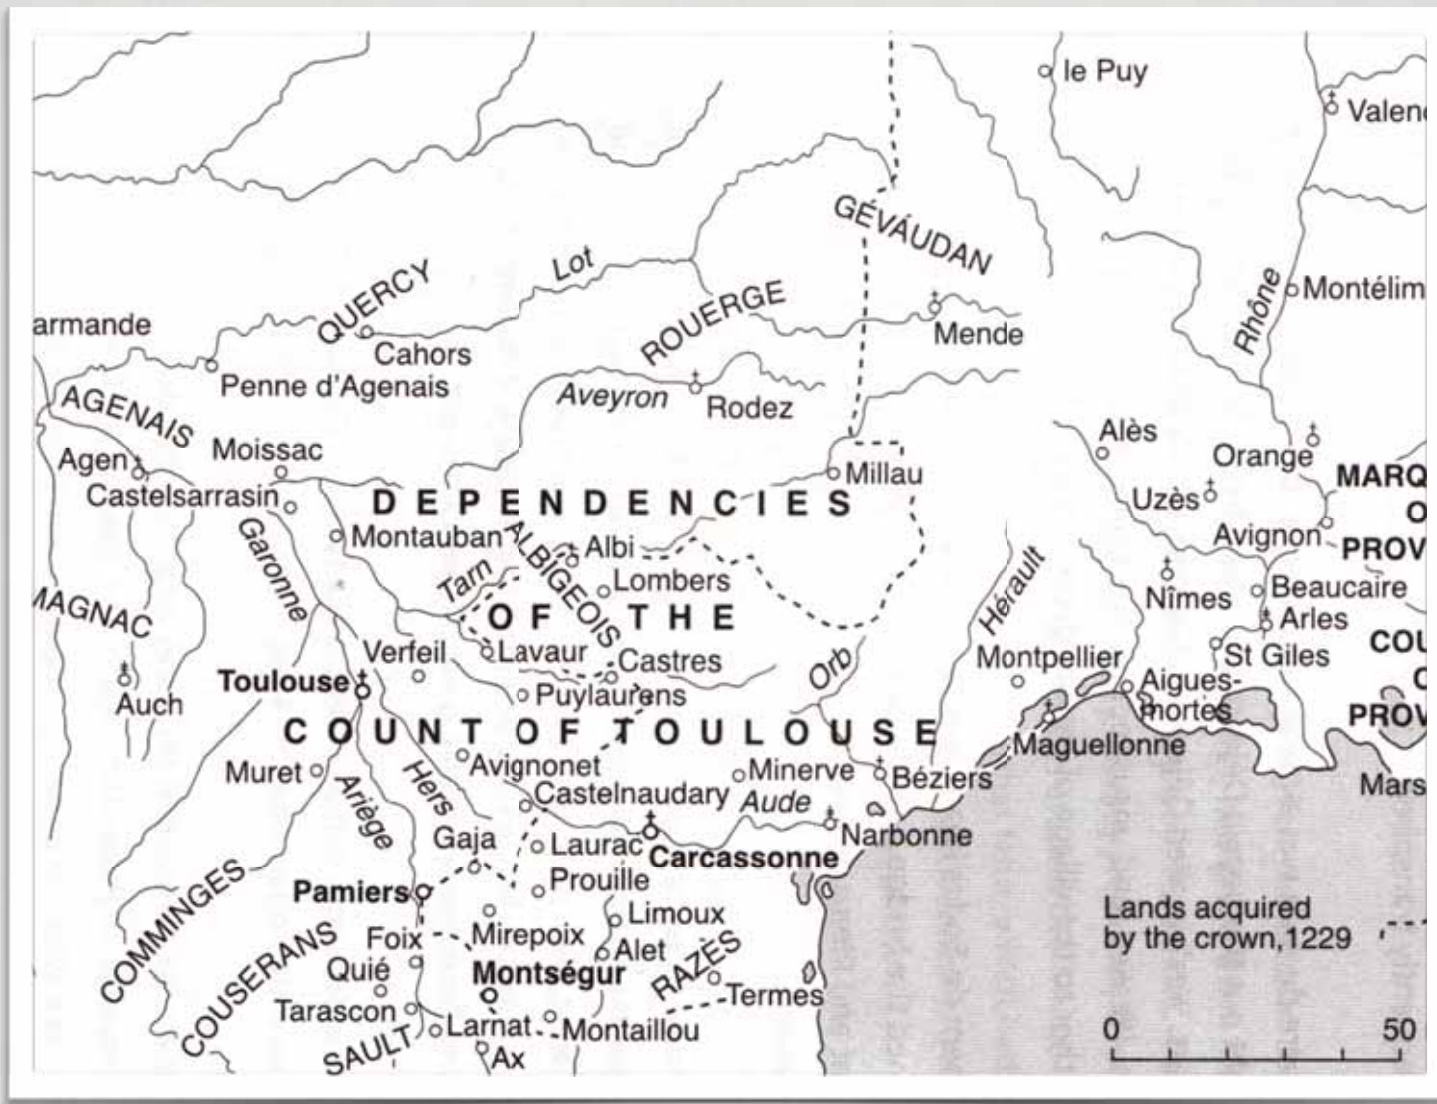 le Puy
Valen
GÉVÁUDAN
Lot
QUERCY
Rhône
Montélim
armande
ROUERGE
Mende
Cahors
Penne d'Agenais
Aveyron
Rodez
AGENAIS
Alès
Moissac
Orange
Agen
Millau
MARQ
Castelsarrasin
DEPENDENCIES
Uzès
O
Garonne
Montauban
ALBIGEOIS
Albi
Avignon
PROV
Tarn
Lombers
Hérault
Nîmes
Beaucaire
MAGNAC
OF THE
Arles
Verfeil
Lavaur
Castres
Orb
Montpellier
St Giles
COU
Toulouse
Puylaurens
Aigues-
mortes
O
Auch
COUNT OF TOULOUSE
Maguellonne
PROV
Muret
Ariège
Hers
Avignonet
Minerve
Béziers
Mars
Castelnaudary
Aude
Gaja
Laurac
Carcassonne
Narbonne
Pamiers
Prouille
COMMINGES
Limoux
Lands acquired
by the crown,1229
Foix
Mirepoix
Alet
COUSERANS
Quié
Montségur
RAZÈS
Termes
Tarascon
Larnat
Montaillou
SAULT
Ax
0 50